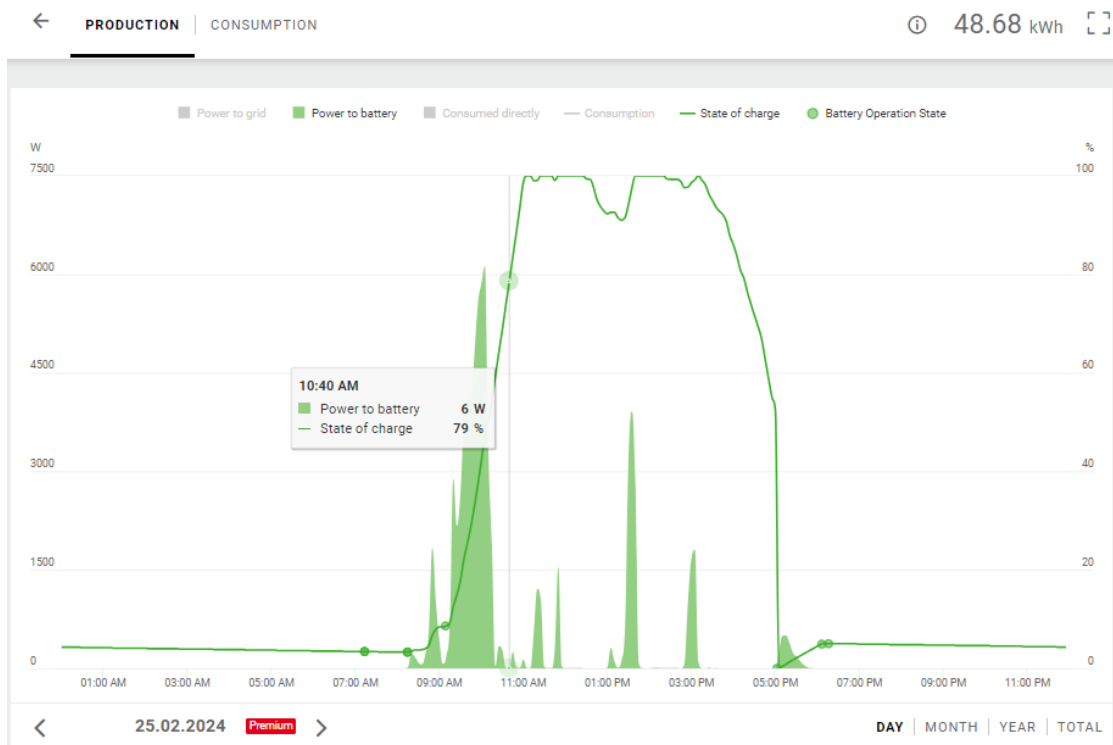 PRODUCTION CONSUMPTION 48.68 kWh
Power to grid Power to battery Consumed directly Consumption State of charge Battery Operation State
W %
7500 100
6000 80
4500 60
10:40 AM
Power to battery 6 W
State of charge 79 %
3000 40
1500 20
0 0
01:00 AM 03:00 AM 05:00 AM 07:00 AM 09:00 AM 11:00 AM 01:00 PM 03:00 PM 05:00 PM 07:00 PM 09:00 PM 11:00 PM
25.02.2024 Premium DAY MONTH YEAR TOTAL